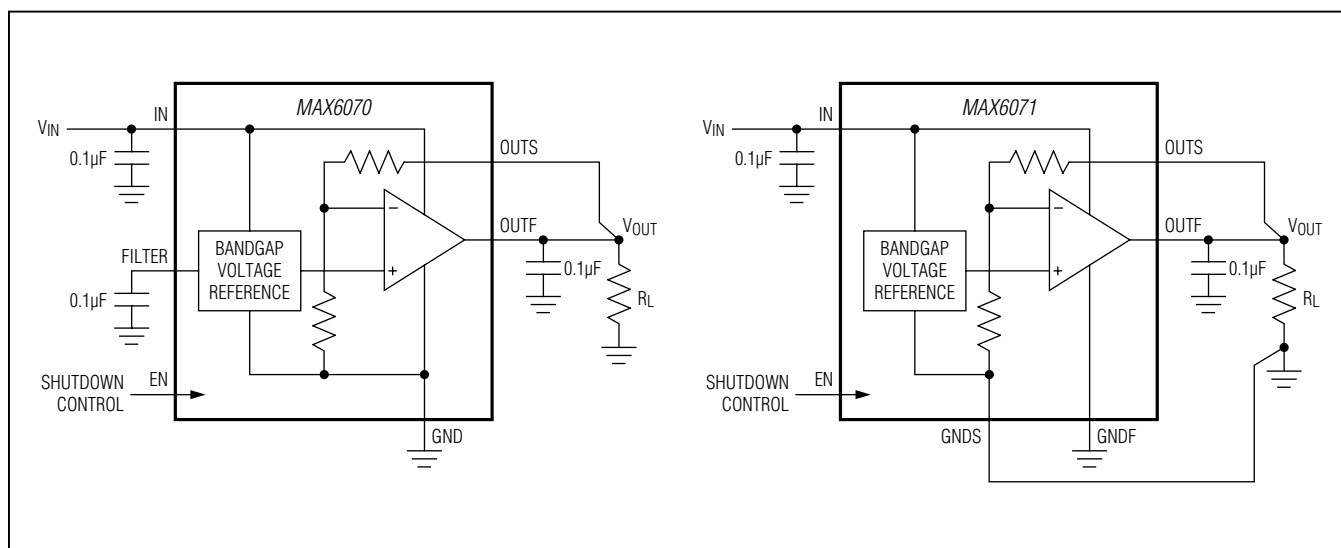 MAX6070
IN
VIN
0.1µF
OUTS
OUTF
VOUT
−
+
BANDGAP
VOLTAGE
REFERENCE
FILTER
0.1µF
0.1µF
RL
SHUTDOWN
CONTROL
EN
GND
MAX6071
IN
VIN
0.1µF
OUTS
OUTF
VOUT
−
+
BANDGAP
VOLTAGE
REFERENCE
0.1µF
RL
SHUTDOWN
CONTROL
EN
GNDS
GNDF